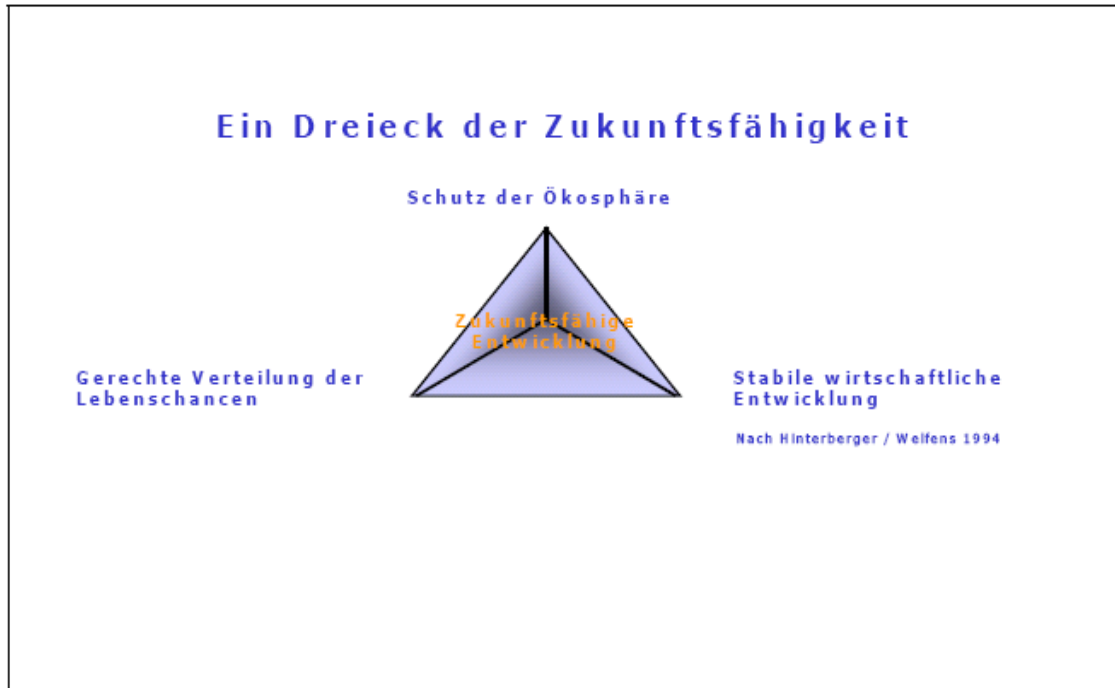 Ein Dreieck der Zukunftsfähigkeit
Schutz der Ökosphäre
Zukunftsfähige
Entwicklung
Gerechte Verteilung der
Lebenschancen
Stabile wirtschaftliche
Entwicklung
Nach Hinterberger / Welfens 1994